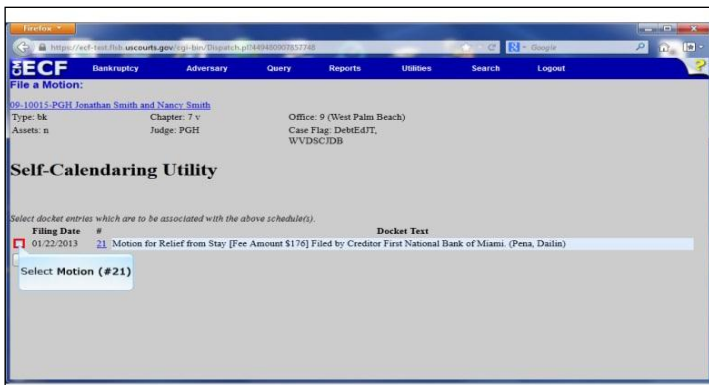 Firefox
https://ecf-test.flsb.uscourts.gov/cgi-bin/Dispatch.pl?449480907857748
Google
ECF Bankruptcy Adversary Query Reports Utilities Search Logout ?
File a Motion:
09-10015-PGH Jonathan Smith and Nancy Smith
Type: bk Chapter: 7 v Office: 9 (West Palm Beach)
Assets: n Judge: PGH Case Flag: DebtEdJT,
WVDSCJDB
Self-Calendaring Utility
Select docket entries which are to be associated with the above schedule(s).
Filing Date # Docket Text
01/22/2013 21 Motion for Relief from Stay [Fee Amount $176] Filed by Creditor First National Bank of Miami. (Pena, Dailin)
Select Motion (#21)